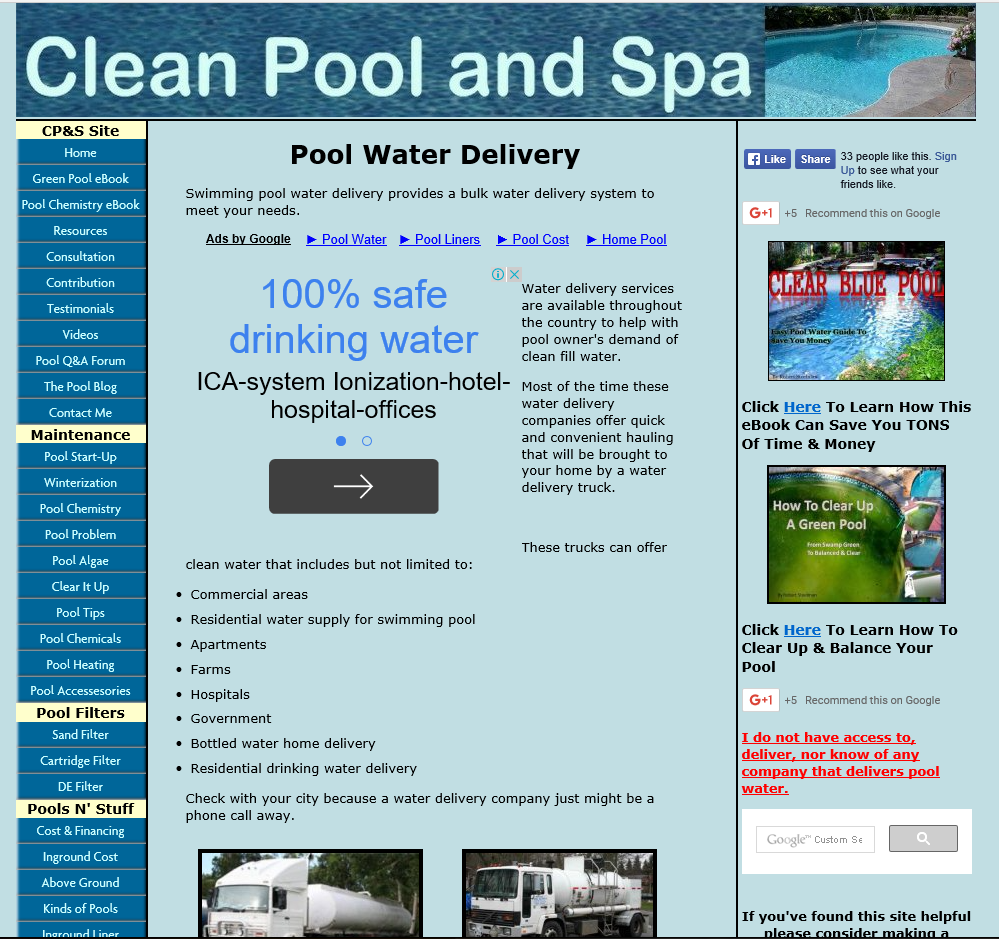 Clean Pool and Spa
CP&S Site
Home
Green Pool eBook
Pool Chemistry eBook
Resources
Consultation
Contribution
Testimonials
Videos
Pool Q&A Forum
The Pool Blog
Contact Me
Maintenance
Pool Start-Up
Winterization
Pool Chemistry
Pool Problem
Pool Algae
Clear It Up
Pool Tips
Pool Chemicals
Pool Heating
Pool Accessesories
Pool Filters
Sand Filter
Cartridge Filter
DE Filter
Pools N' Stuff
Cost & Financing
Inground Cost
Above Ground
Kinds of Pools
Inground Liner
Pool Water Delivery
Swimming pool water delivery provides a bulk water delivery system to
meet your needs.
Ads by Google ► Pool Water ► Pool Liners ► Pool Cost ► Home Pool
100% safe
drinking water
ICA-system Ionization-hotel-
hospital-offices
Water delivery services
are available throughout
the country to help with
pool owner's demand of
clean fill water.
Most of the time these
water delivery
companies offer quick
and convenient hauling
that will be brought to
your home by a water
delivery truck.
These trucks can offer
clean water that includes but not limited to:
• Commercial areas
• Residential water supply for swimming pool
• Apartments
• Farms
• Hospitals
• Government
• Bottled water home delivery
• Residential drinking water delivery
Check with your city because a water delivery company just might be a
phone call away.
Like Share 33 people like this. Sign
Up to see what your
friends like.
G+1 +5 Recommend this on Google
CLEAR BLUE POOL
Easy Pool Water Guide To
Save You Money
Click Here To Learn How This
eBook Can Save You TONS
Of Time & Money
How To Clear Up
A Green Pool
From Swamp Green
To Balanced & Clear
Click Here To Learn How To
Clear Up & Balance Your
Pool
G+1 +5 Recommend this on Google
I do not have access to,
deliver, nor know of any
company that delivers pool
water.
Google™ Custom Se
If you've found this site helpful
please consider making a